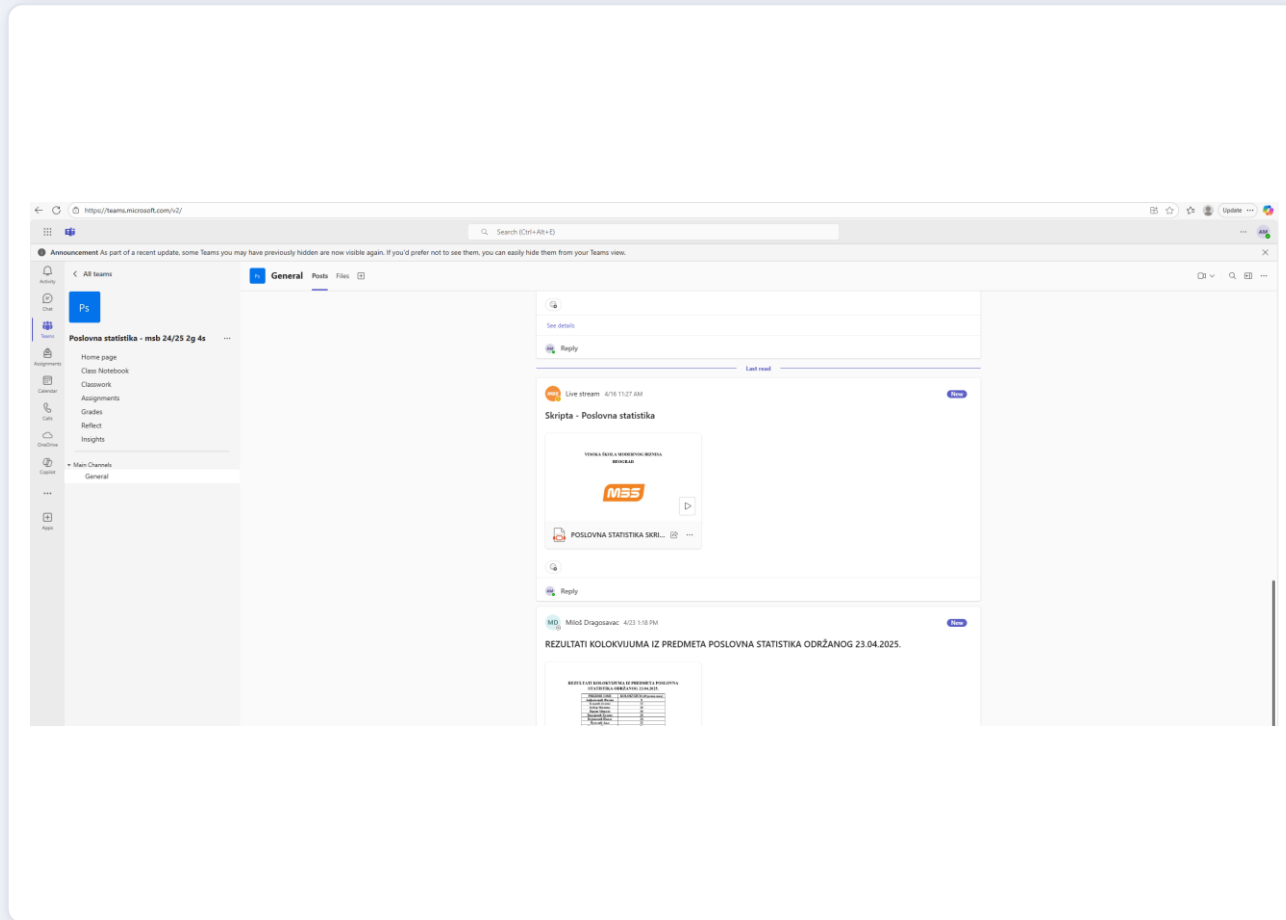 https://teams.microsoft.com/v2/
Update
Search (Ctrl+Alt+E)
AM
Announcement As part of a recent update, some Teams you may have previously hidden are now visible again. If you'd prefer not to see them, you can easily hide them from your Teams view.
Activity
Chat
Teams
Assignments
Calendar
Calls
OneDrive
Copilot
Apps
All teams
Ps
Poslovna statistika - msb 24/25 2g 4s
Home page
Class Notebook
Classwork
Assignments
Grades
Reflect
Insights
Main Channels
General
Ps
General Posts Files
See details
AM Reply
Last read
Live stream 4/16 11:27 AM
New
Skripta - Poslovna statistika
VISOKA ŠKOLA MODERNOG BIZNISA
BEOGRAD
POSLOVNA STATISTIKA SKRI...
AM Reply
MD Miloš Dragosavac 4/23 1:18 PM
New
REZULTATI KOLOKVIJUMA IZ PREDMETA POSLOVNA STATISTIKA ODRŽANOG 23.04.2025.
REZULTATI KOLOKVIJUMA IZ PREDMETA POSLOVNA
STATISTIKA ODRŽANOG 23.04.2025.